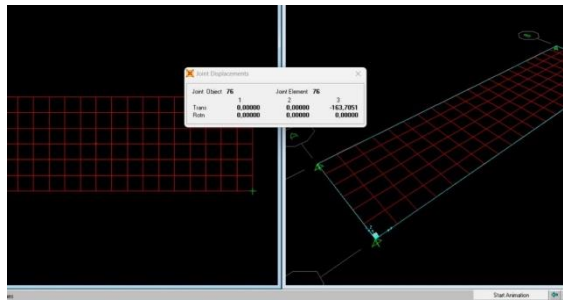 Joint Displacements
Joint Object 76 Joint Element 76
1 2 3
Trans 0,00000 0,00000 -163,7051
Rotn 0,00000 0,00000 0,00000
Start Animation